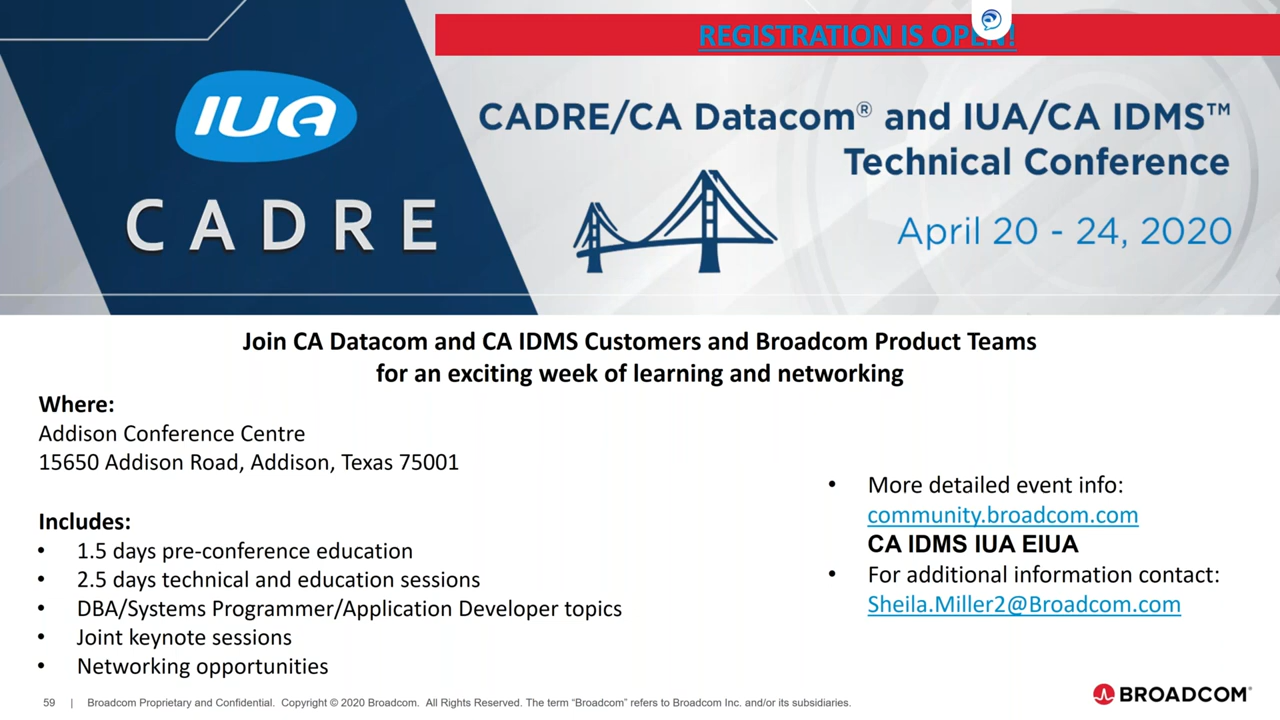 REGISTRATION IS OPEN!
IUA
CADRE
CADRE/CA Datacom® and IUA/CA IDMS™
Technical Conference
April 20 - 24, 2020
Join CA Datacom and CA IDMS Customers and Broadcom Product Teams
for an exciting week of learning and networking
Where:
Addison Conference Centre
15650 Addison Road, Addison, Texas 75001
Includes:
• 1.5 days pre-conference education
• 2.5 days technical and education sessions
• DBA/Systems Programmer/Application Developer topics
• Joint keynote sessions
• Networking opportunities
• More detailed event info:
community.broadcom.com
CA IDMS IUA EIUA
• For additional information contact:
Sheila.Miller2@Broadcom.com
59 | Broadcom Proprietary and Confidential. Copyright © 2020 Broadcom. All Rights Reserved. The term “Broadcom” refers to Broadcom Inc. and/or its subsidiaries.
BROADCOM®